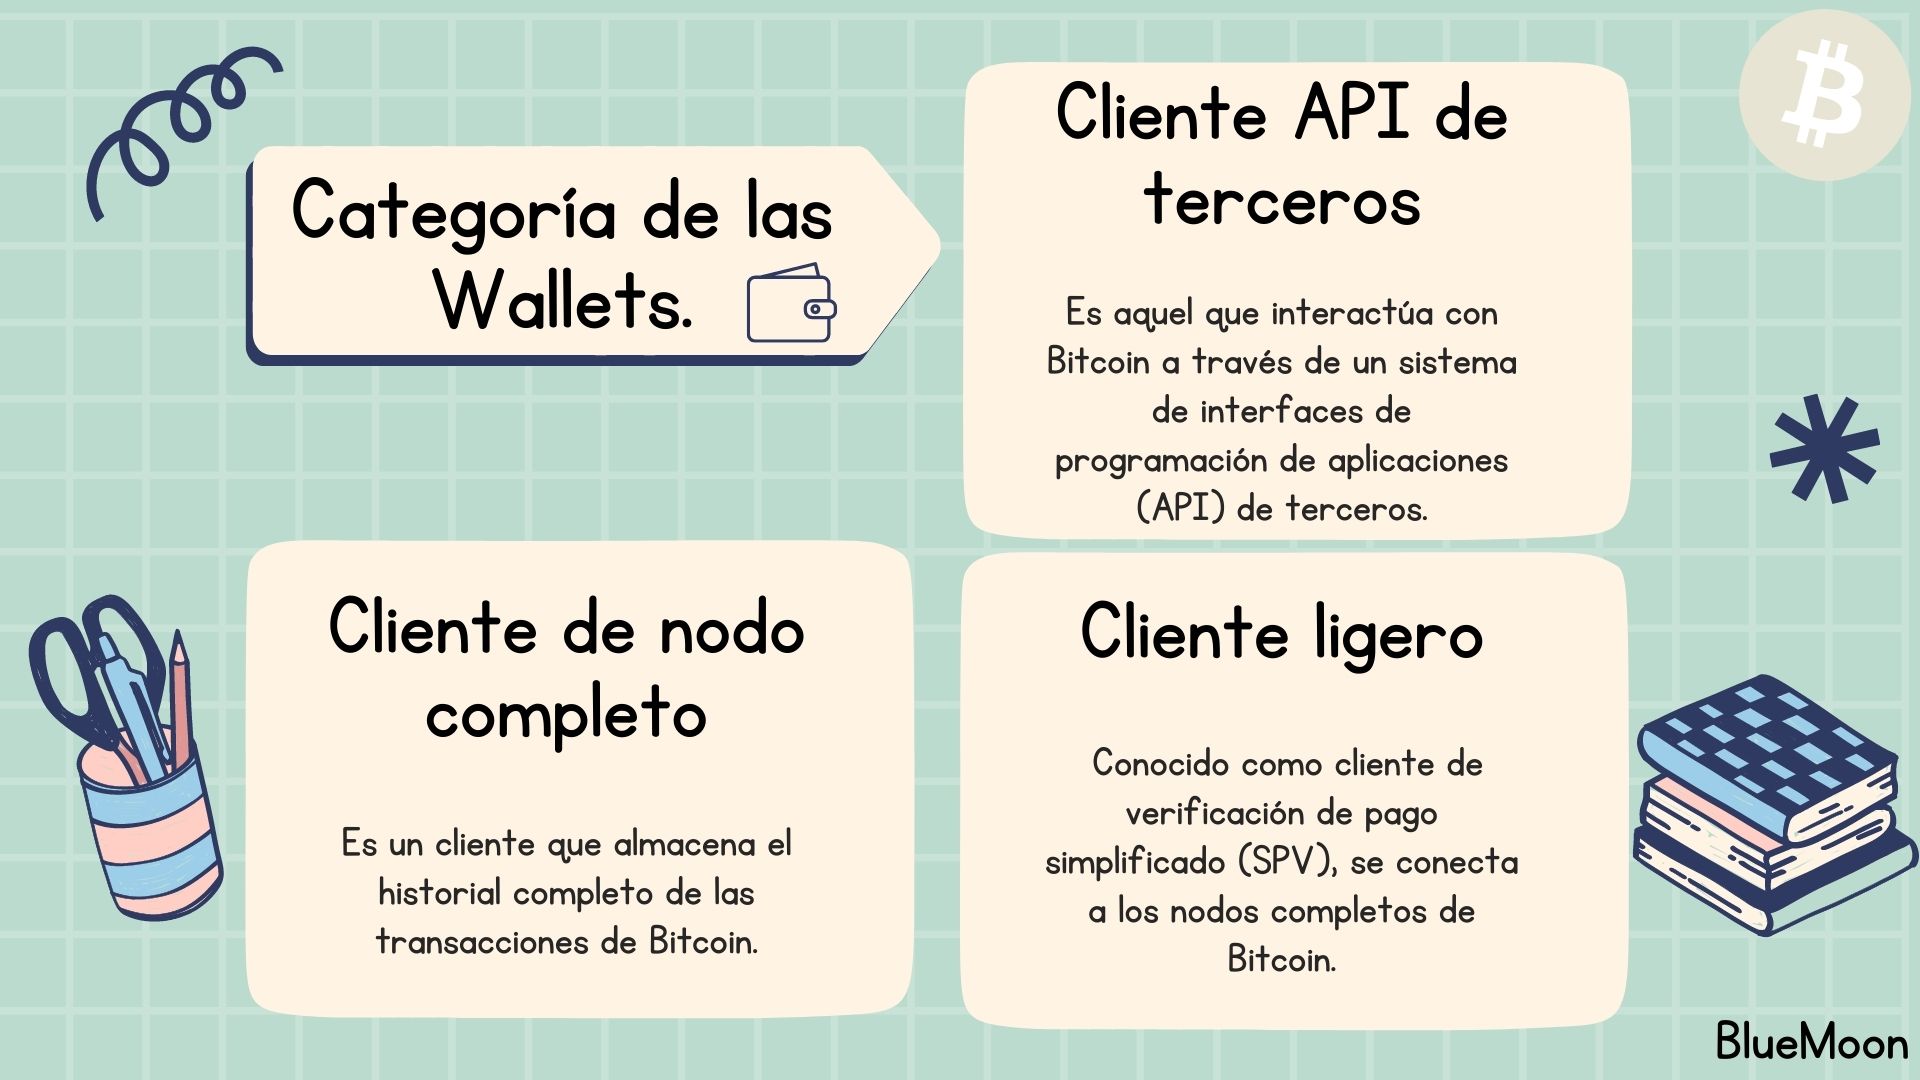 Categoría de las
Wallets.
Cliente API de
terceros
Es aquel que interactúa con
Bitcoin a través de un sistema
de interfaces de
programación de aplicaciones
(API) de terceros.
Cliente de nodo
completo
Es un cliente que almacena el
historial completo de las
transacciones de Bitcoin.
Cliente ligero
Conocido como cliente de
verificación de pago
simplificado (SPV), se conecta
a los nodos completos de
Bitcoin.
BlueMoon